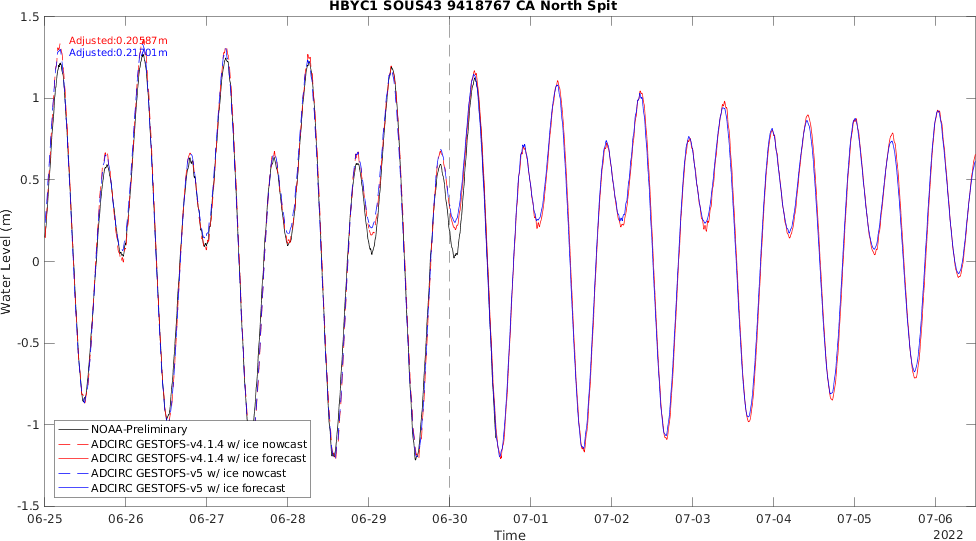 HBYC1 SOUS43 9418767 CA North Spit
Adjusted:0.20587m
m
Water Level (m)
1.5
1
0.5
0
-0.5
-1
-1.5
NOAA-Preliminary
ADCIRC GESTOFS-v4.1.4 w/ ice nowcast
ADCIRC GESTOFS-v4.1.4 w/ ice forecast
ADCIRC GESTOFS-v5 w/ ice nowcast
ADCIRC GESTOFS-v5 w/ ice forecast
06-25 06-26 06-27 06-28 06-29 06-30 07-01 07-02 07-03 07-04 07-05 07-06
Time
2022